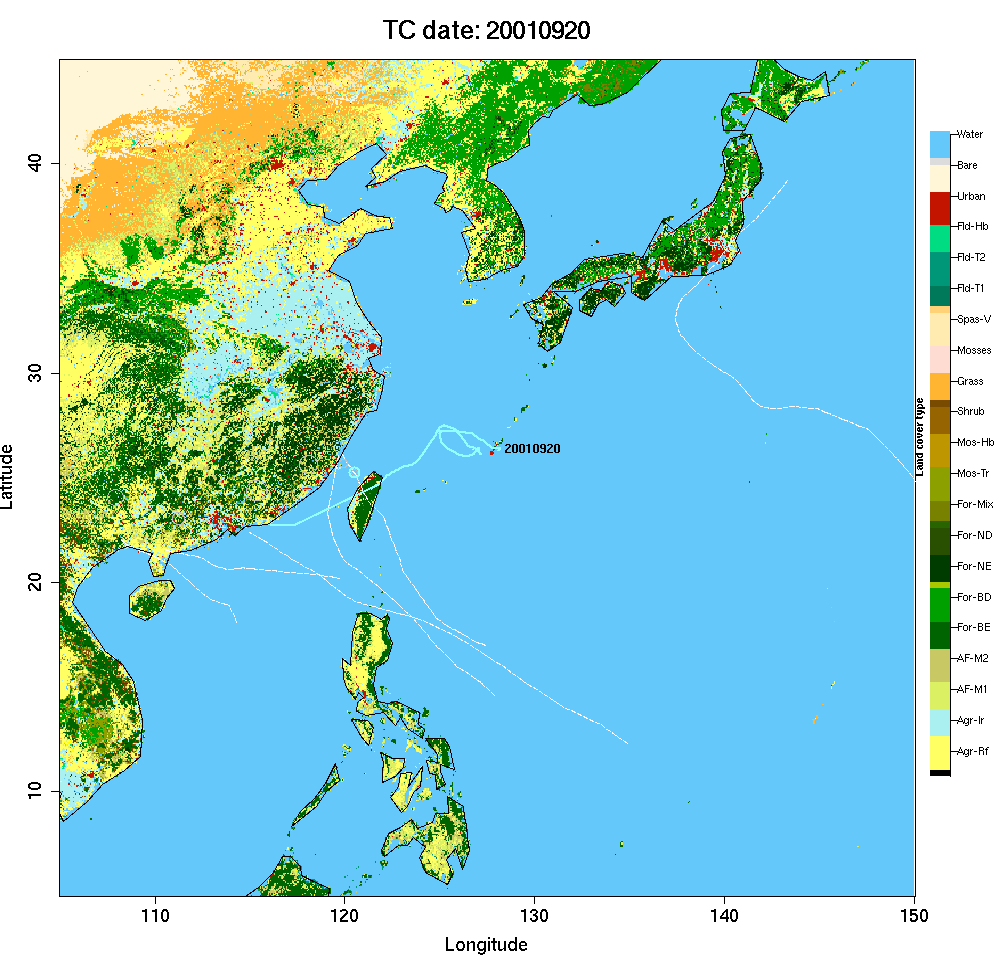 TC date: 20010920
Water
Bare
Urban
Fld-Hb
Fld-T2
Fld-T1
Spas-V
Mosses
Grass
Shrub
Mos-Hb
Mos-Tr
For-Mix
For-ND
For-NE
For-BD
For-BE
AF-M2
AF-M1
Agr-Ir
Agr-Rf
Land cover type
20010920
Latitude
40
30
20
10
110
120
130
140
150
Longitude